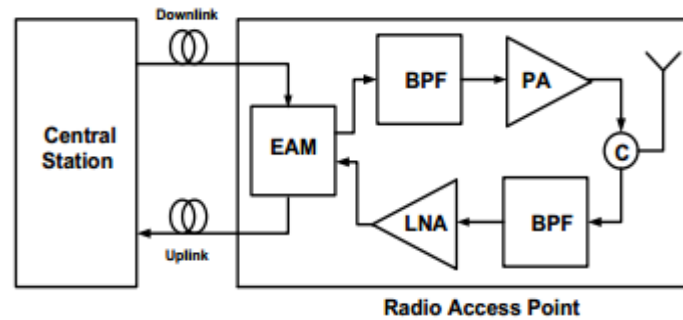 Downlink
Central
Station
EAM
BPF
PA
C
LNA
BPF
Uplink
Radio Access Point